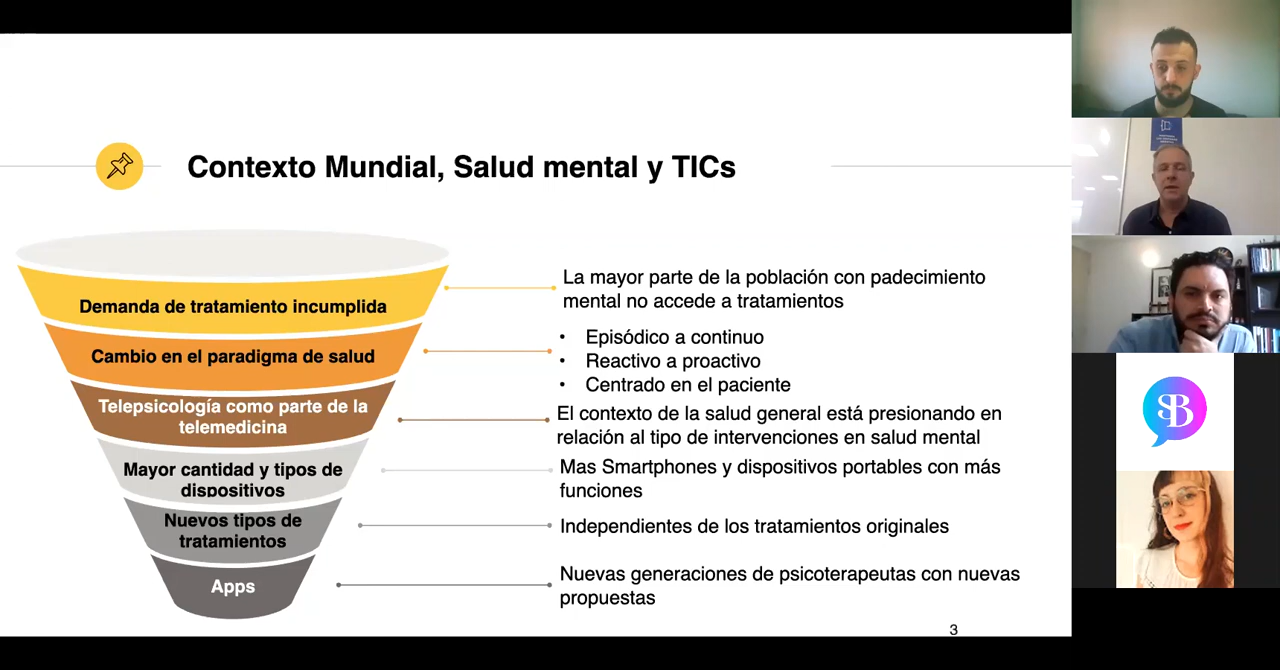 Contexto Mundial, Salud mental y TICs
Demanda de tratamiento incumplida
La mayor parte de la población con padecimiento
mental no accede a tratamientos
Cambio en el paradigma de salud
• Episódico a continuo
• Reactivo a proactivo
• Centrado en el paciente
Telepsicología como parte de la
telemedicina
El contexto de la salud general está presionando en
relación al tipo de intervenciones en salud mental
Mayor cantidad y tipos de
dispositivos
Mas Smartphones y dispositivos portables con más
funciones
Nuevos tipos de
tratamientos
Independientes de los tratamientos originales
Apps
Nuevas generaciones de psicoterapeutas con nuevas
propuestas
3
SB